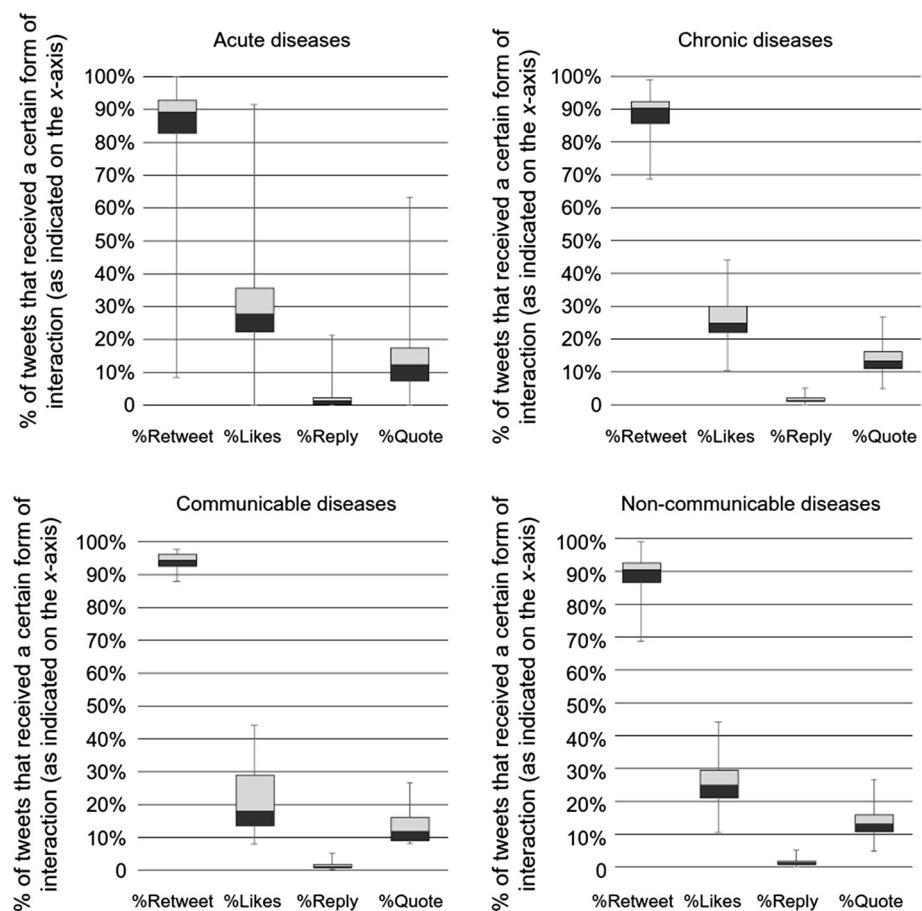 Acute diseases
% of tweets that received a certain form of
interaction (as indicated on the x-axis)
100%
90%
80%
70%
60%
50%
40%
30%
20%
10%
0
%Retweet %Likes %Reply %Quote
Chronic diseases
% of tweets that received a certain form of
interaction (as indicated on the x-axis)
100%
90%
80%
70%
60%
50%
40%
30%
20%
10%
0
%Retweet %Likes %Reply %Quote
Communicable diseases
% of tweets that received a certain form of
interaction (as indicated on the x-axis)
100%
90%
80%
70%
60%
50%
40%
30%
20%
10%
0
%Retweet %Likes %Reply %Quote
Non-communicable diseases
% of tweets that received a certain form of
interaction (as indicated on the x-axis)
100%
90%
80%
70%
60%
50%
40%
30%
20%
10%
0
%Retweet %Likes %Reply %Quote